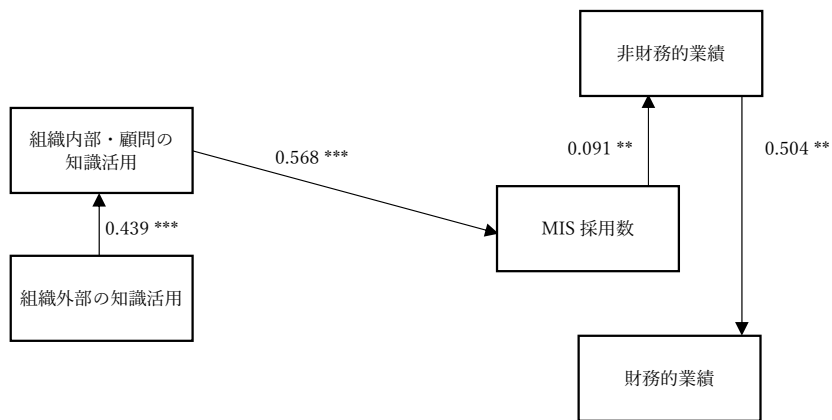 非財務的業績
組織内部・顧問の
知識活用
0.568 ***
0.091 **
0.504 **
MIS 採用数
0.439 ***
組織外部の知識活用
財務的業績